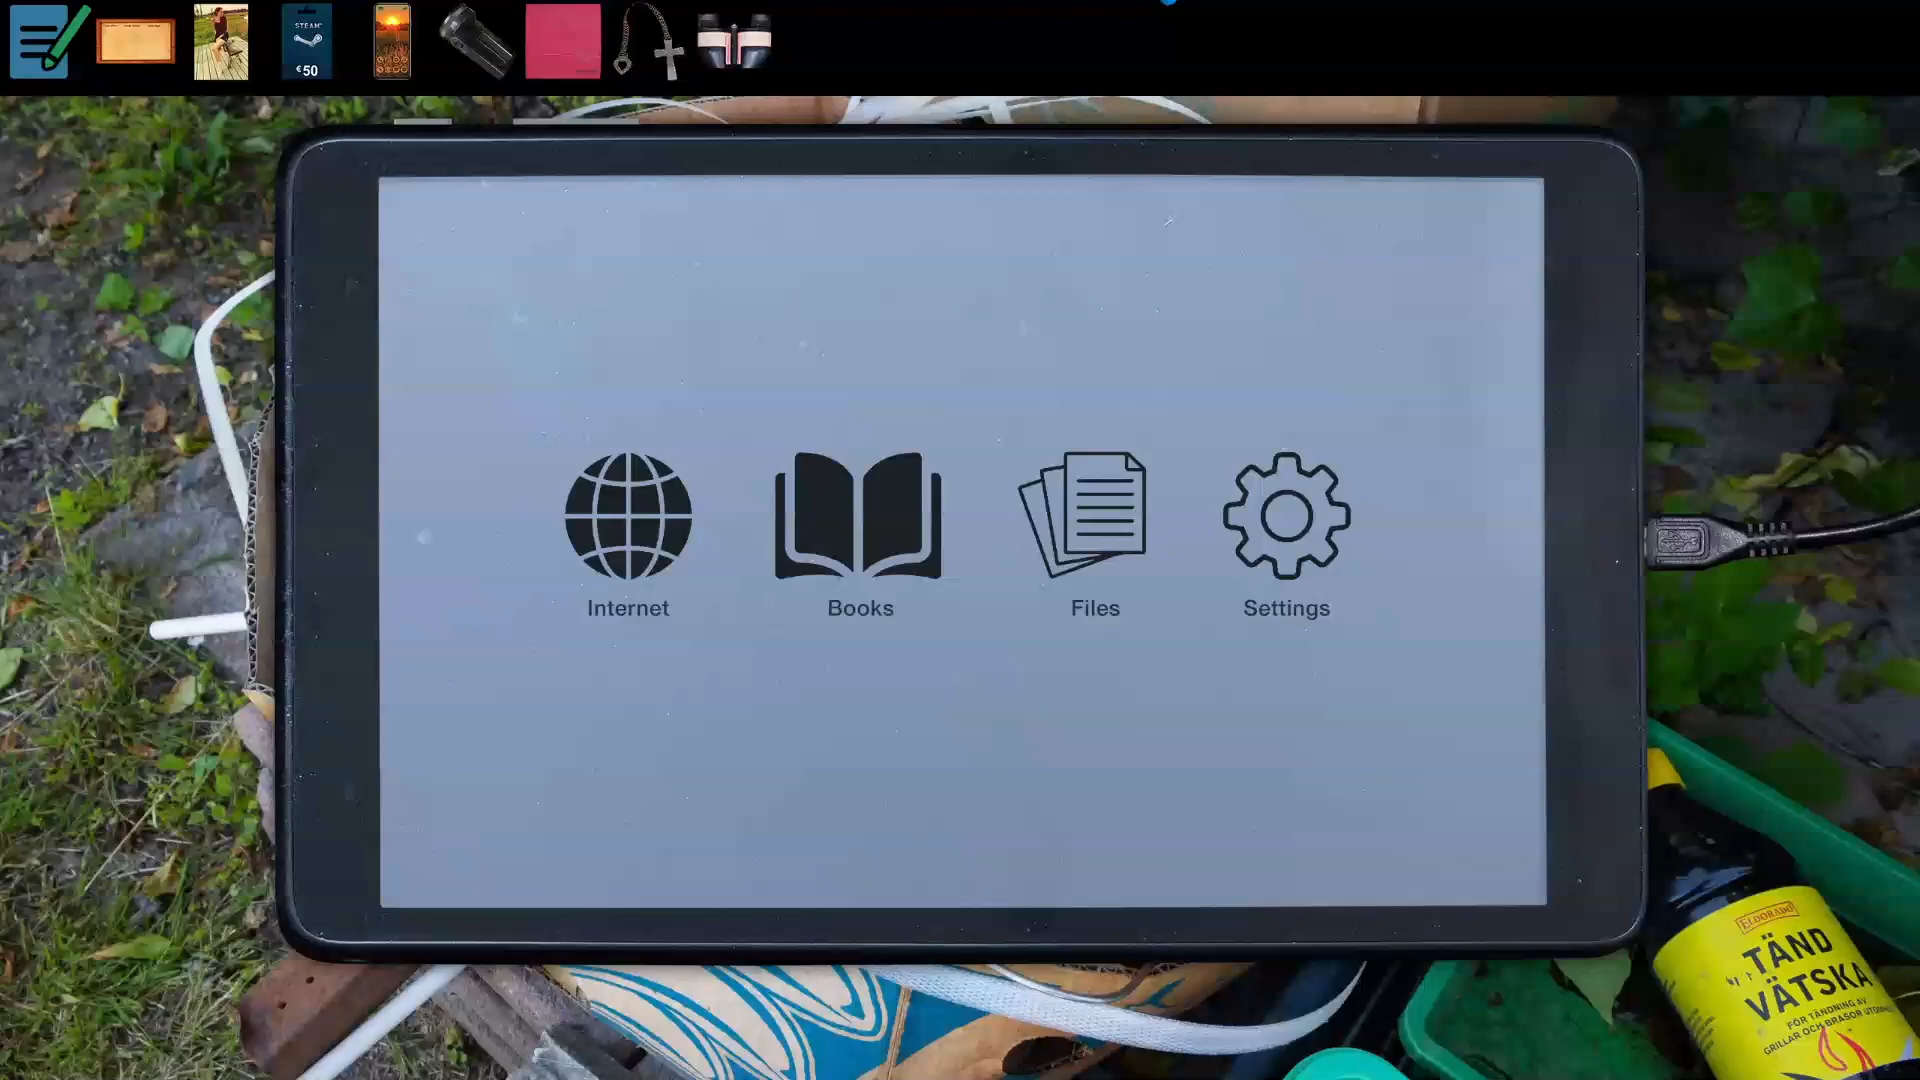 STEAM
€50
Internet
Books
Files
Settings
ELDORADO
TÄND
VÄTSKA
FÖR TÄNDNING AV
GRILLAR OCH BRASOR UTOMHUS